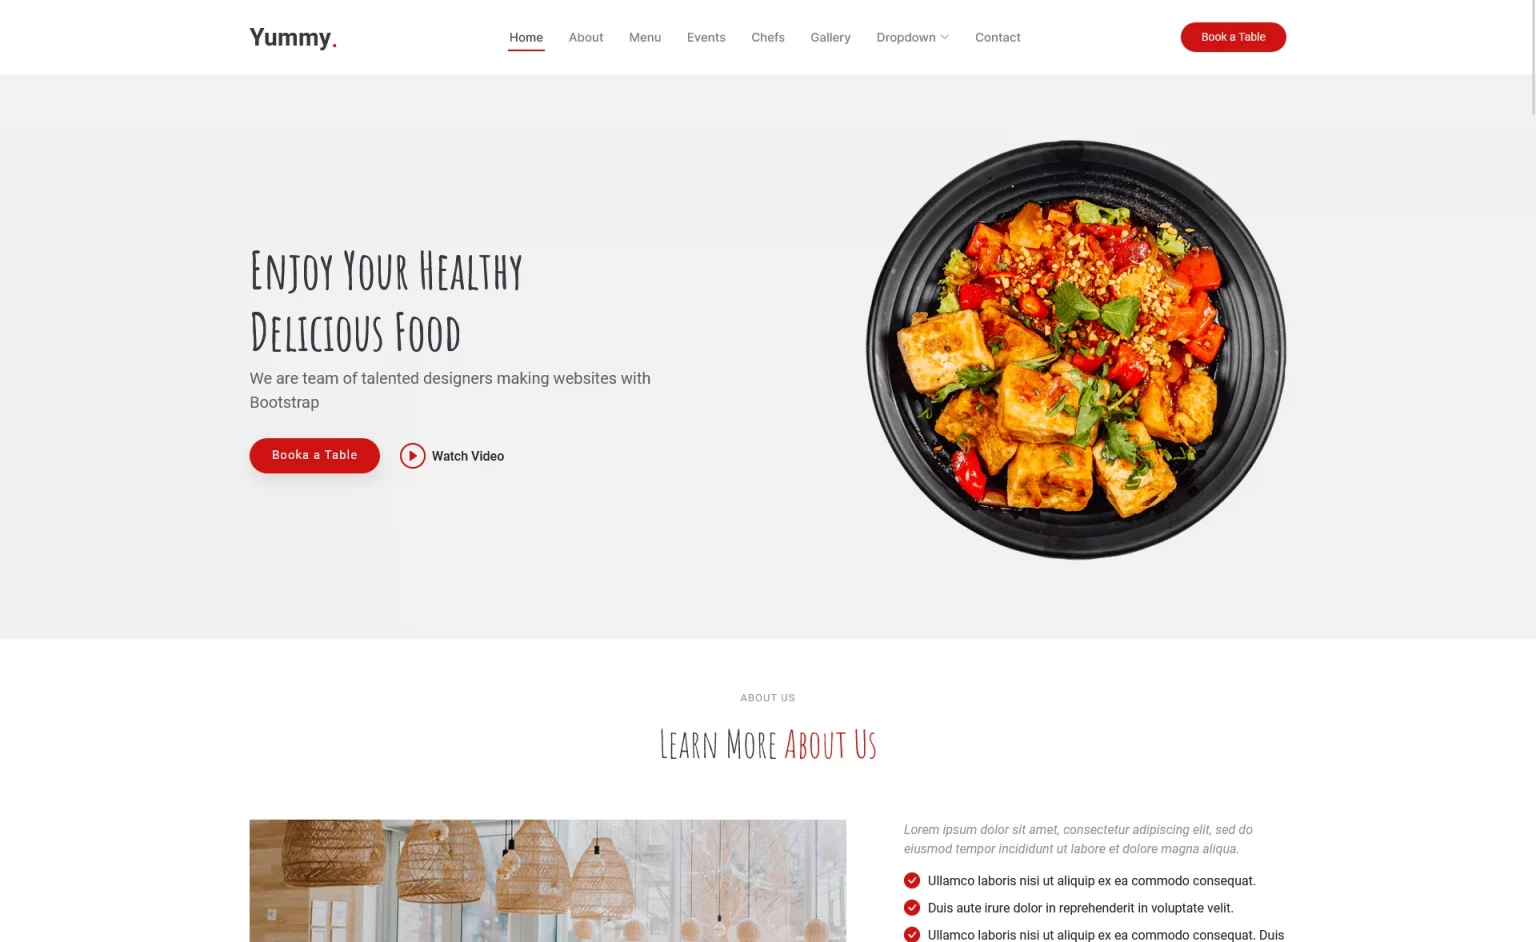 Yummy.
Home About Menu Events Chefs Gallery Dropdown Contact
Book a Table
Enjoy Your Healthy
Delicious Food
We are team of talented designers making websites with
Bootstrap
Booka a Table
Watch Video
ABOUT US
Learn More About Us
Lorem ipsum dolor sit amet, consectetur adipiscing elit, sed do
eiusmod tempor incididunt ut labore et dolore magna aliqua.
Ullamco laboris nisi ut aliquip ex ea commodo consequat.
Duis aute irure dolor in reprehenderit in voluptate velit.
Ullamco laboris nisi ut aliquip ex ea commodo consequat. Duis